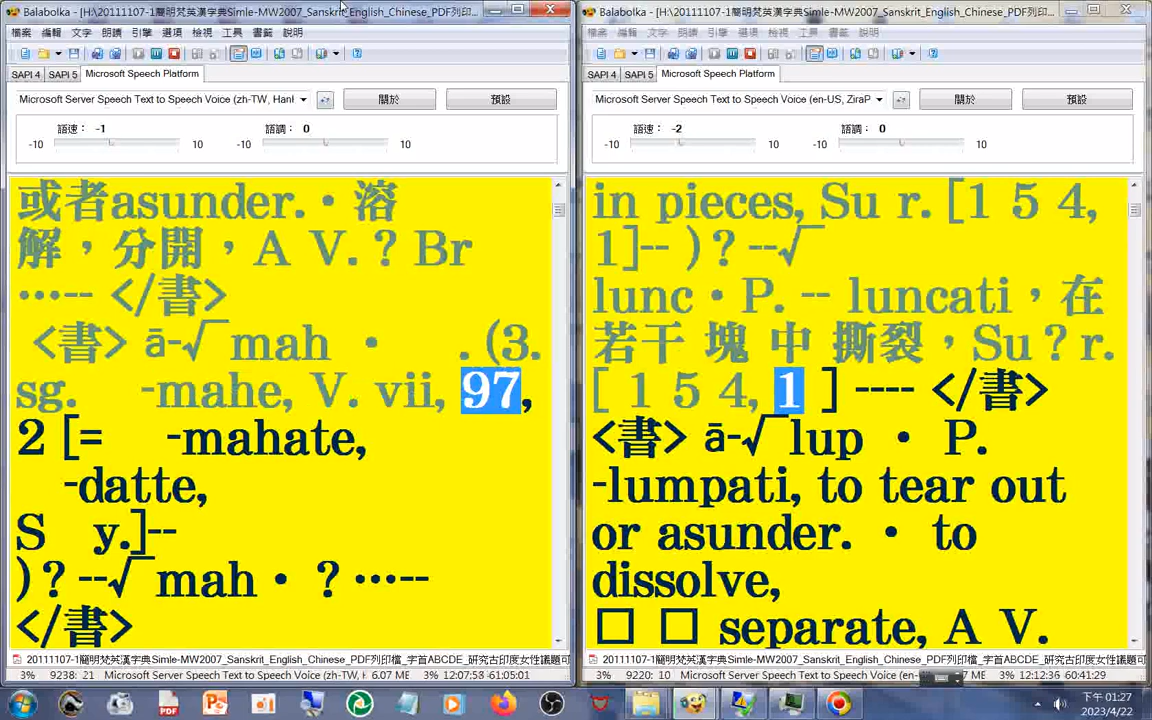 Balabolka - [H:\20111107-1簡明梵英漢字典Simle-MW2007_Sanskrit_English_Chinese_PDF列印...
檔案 編輯 文字 朗讀 引擎 選項 檢視 工具 書籤 說明
SAPI 4 SAPI 5 Microsoft Speech Platform
Microsoft Server Speech Text to Speech Voice (zh-TW, Hanl
關於 預設
語速： -1 語調： 0
-10 10 -10 10
或者asunder.・溶
解，分開，A V. ? Br
…-- </書>
<書> ā-√mah ・ . (3.
sg. -mahe, V. vii, 97,
2 [= -mahate,
-datte,
S y.]--
)? --√mah・ ? …--
</書>
20111107-1簡明梵英漢字典Simle-MW2007_Sanskrit_English_Chinese_PDF列印檔_字首ABCDE_研究古印度女性議題可
3% 9238: 21 Microsoft Server Speech Text to Speech Voice (zh-TW, H 6.07 ME 3% 12:07:53 61:05:01
Balabolka - [H:\20111107-1簡明梵英漢字典Simle-MW2007_Sanskrit_English_Chinese_PDF列印...
檔案 編輯 文字 朗讀 引擎 選項 檢視 工具 書籤 說明
SAPI 4 SAPI 5 Microsoft Speech Platform
Microsoft Server Speech Text to Speech Voice (en-US, ZiraP
關於 預設
語速： -2 語調： 0
-10 10 -10 10
in pieces, Su r. [1 5 4,
1]-- )? --√
lunc・P. -- luncati，在
若干 塊 中 撕裂，Su ? r.
[ 1 5 4, 1 ] ---- </書>
<書> ā-√lup ・ P.
-lumpati, to tear out
or asunder. ・ to
dissolve,
□ □ separate, A V.
20111107-1簡明梵英漢字典Simle-MW2007_Sanskrit_English_Chinese_PDF列印檔_字首ABCDE_研究古印度女性議題可
3% 9220: 10 Microsoft Server Speech Text to Speech Voice (en-US ME 3% 12:12:36 60:41:29
下午 01:27
2023/4/22